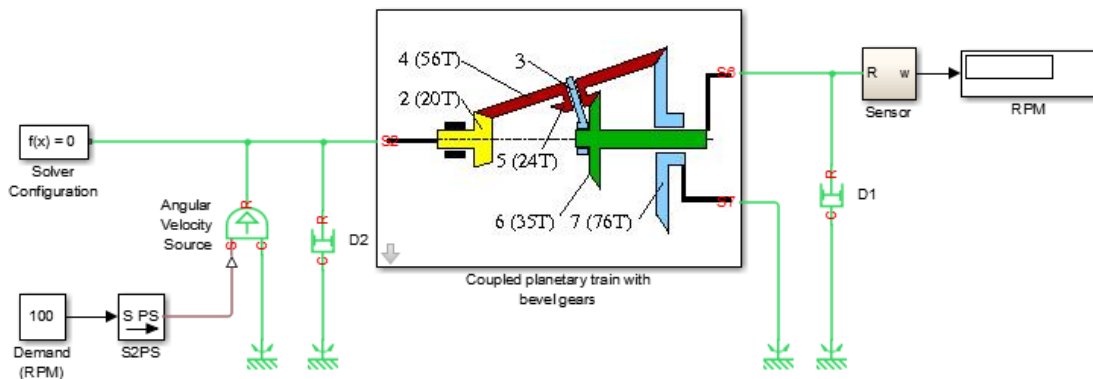 f(x) = 0
Solver
Configuration
Angular
Velocity
Source
R
S
C
R
C
D2
100
Demand
(RPM)
S PS
S2PS
S2
4 (56T)
3
2 (20T)
5 (24T)
6 (35T)
7 (76T)
S6
S7
Coupled planetary train with
bevel gears
R
C
D1
R
w
Sensor
RPM